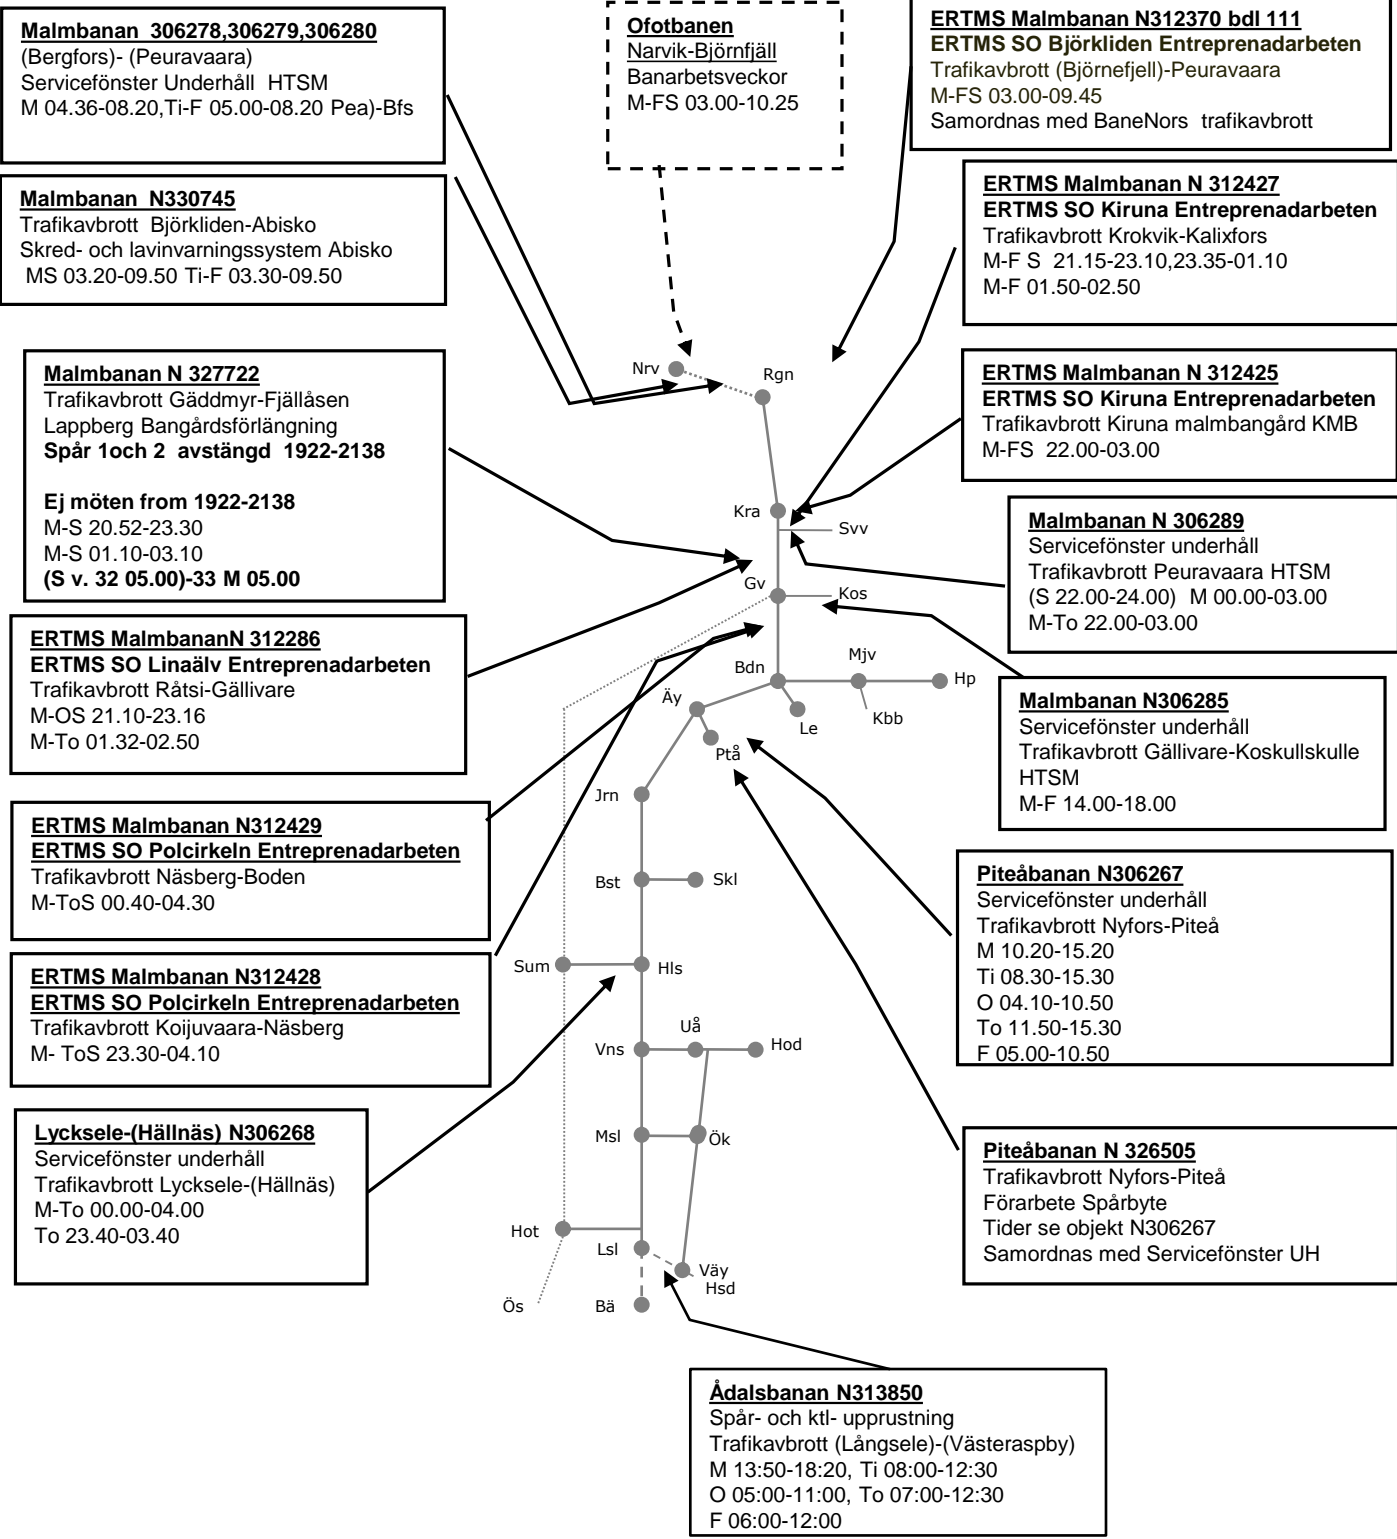 Malmbanan  306278,306279,306280
(Bergfors)- (Peuravaara)
Servicefönster Underhåll  HTSM
M 04.36-08.20,Ti-F 05.00-08.20 Pea)-Bfs
Ofotbanen
Narvik-Björnfjäll
Banarbetsveckor
M-FS 03.00-10.25
ERTMS Malmbanan N312370 bdl 111
ERTMS SO Björkliden Entreprenadarbeten
Trafikavbrott (Björnefjell)-Peuravaara
M-FS 03.00-09.45
Samordnas med BaneNors  trafikavbrott
Malmbanan  N330745
Trafikavbrott  Björkliden-Abisko
Skred- och lavinvarningssystem Abisko
MS 03.20-09.50 Ti-F 03.30-09.50
ERTMS Malmbanan N 312427
ERTMS SO Kiruna Entreprenadarbeten
Trafikavbrott Krokvik-Kalixfors
M-F S  21.15-23.10,23.35-01.10
M-F 01.50-02.50
Malmbanan N 327722
Trafikavbrott Gäddmyr-Fjällåsen
Lappberg Bangårdsförlängning
Spår 1och 2  avstängd  1922-2138
Ej möten from 1922-2138
M-S 20.52-23.30
M-S 01.10-03.10
(S v. 32 05.00)-33 M 05.00
ERTMS Malmbanan N 312425
ERTMS SO Kiruna Entreprenadarbeten
Trafikavbrott Kiruna malmbangård KMB
M-FS  22.00-03.00
Malmbanan N 306289
Servicefönster underhåll
Trafikavbrott Peuravaara HTSM
(S 22.00-24.00)  M 00.00-03.00
M-To 22.00-03.00
ERTMS MalmbananN 312286
ERTMS SO Linaälv Entreprenadarbeten
Trafikavbrott Råtsi-Gällivare
M-OS 21.10-23.16
M-To 01.32-02.50
Malmbanan N306285
Servicefönster underhåll
Trafikavbrott Gällivare-Koskullskulle
HTSM
M-F 14.00-18.00
ERTMS Malmbanan N312429
ERTMS SO Polcirkeln Entreprenadarbeten
Trafikavbrott Näsberg-Boden
M-ToS 00.40-04.30
Piteåbanan N306267
Servicefönster underhåll
Trafikavbrott Nyfors-Piteå
M 10.20-15.20
Ti 08.30-15.30
O 04.10-10.50
To 11.50-15.30
F 05.00-10.50
ERTMS Malmbanan N312428
ERTMS SO Polcirkeln Entreprenadarbeten
Trafikavbrott Koijuvaara-Näsberg
M- ToS 23.30-04.10
Lycksele-(Hällnäs) N306268
Servicefönster underhåll
Trafikavbrott Lycksele-(Hällnäs)
M-To 00.00-04.00
To 23.40-03.40
Piteåbanan N 326505
Trafikavbrott Nyfors-Piteå
Förarbete Spårbyte
Tider se objekt N306267
Samordnas med Servicefönster UH
Ådalsbanan N313850
Spår- och ktl- upprustning
Trafikavbrott (Långsele)-(Västeraspby)
M 13:50-18:20, Ti 08:00-12:30
O 05:00-11:00, To 07:00-12:30
F 06:00-12:00
Nrv
Rgn
Kra
Svv
Gv
Kos
Bdn
Mjv
Hp
Äy
Le
Kbb
Ptå
Jrn
Bst
Skl
Sum
Hls
Uå
Vns
Hod
Msl
Ök
Hot
Lsl
Väy
Hsd
Ös
Bä